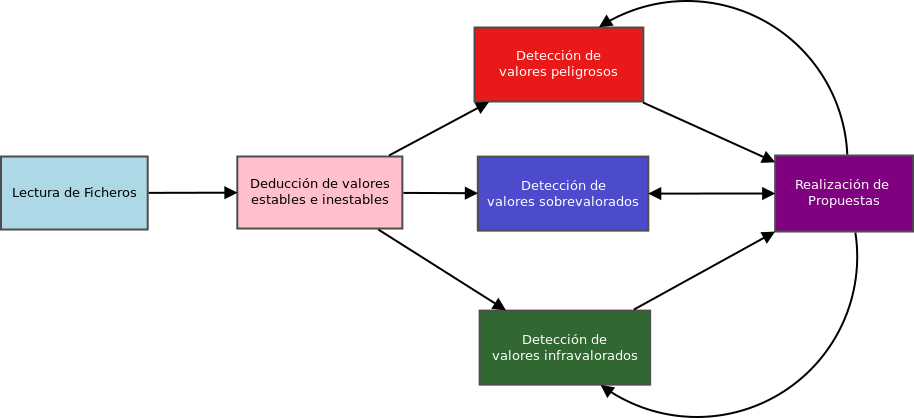 Lectura de Ficheros
Deducción de valores
estables e inestables
Detección de
valores peligrosos
Detección de
valores sobrevalorados
Detección de
valores infravalorados
Realización de
Propuestas